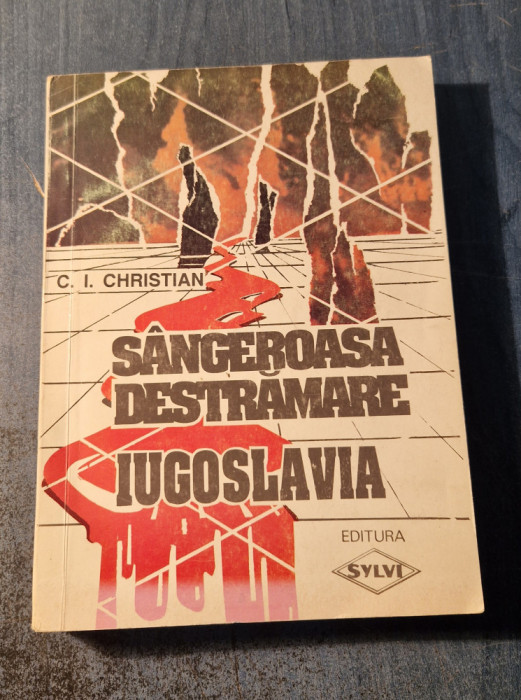 C. I. CHRISTIAN
SÂNGEROASA
DESTRĂMARE
IUGOSLAVIA
EDITURA
SYLVI